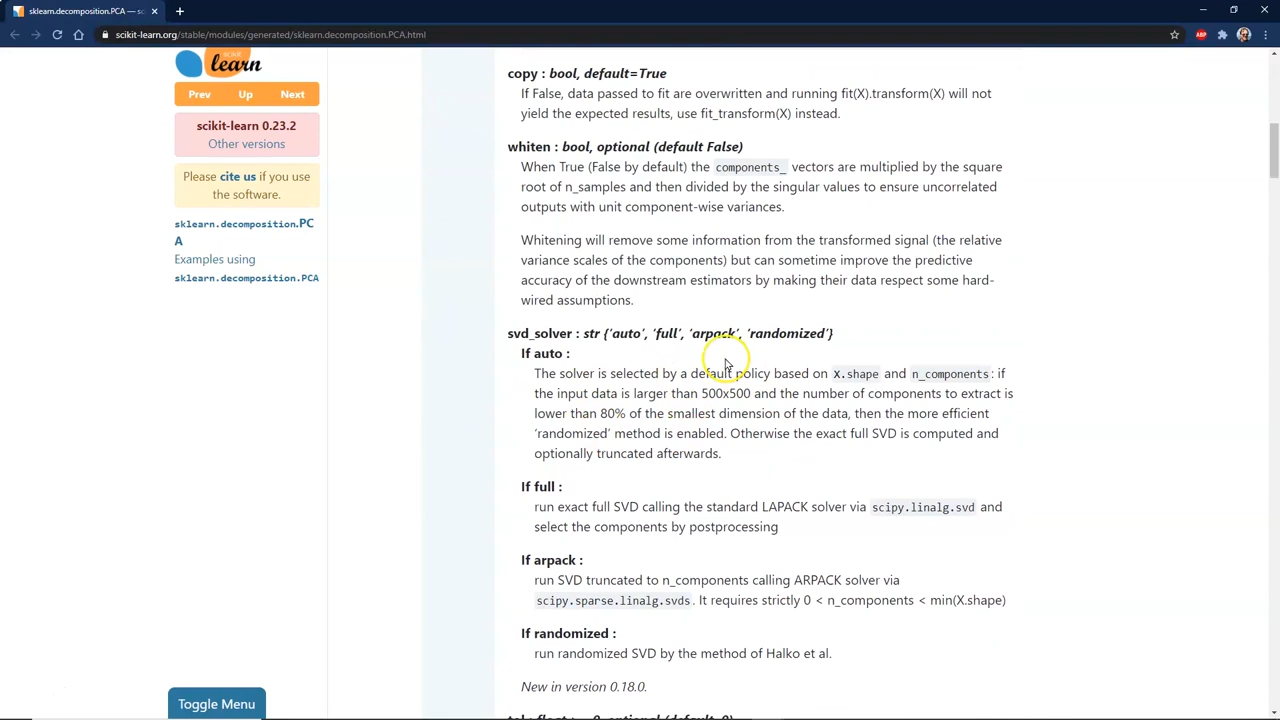 sklearn.decomposition.PCA — sc
scikit-learn.org/stable/modules/generated/sklearn.decomposition.PCA.html
ABP
scikit
learn
Prev Up Next
scikit-learn 0.23.2
Other versions
Please cite us if you use
the software.
sklearn.decomposition.PC
A
Examples using
sklearn.decomposition.PCA
Toggle Menu
copy : bool, default=True
If False, data passed to fit are overwritten and running fit(X).transform(X) will not
yield the expected results, use fit_transform(X) instead.
whiten : bool, optional (default False)
When True (False by default) the components_ vectors are multiplied by the square
root of n_samples and then divided by the singular values to ensure uncorrelated
outputs with unit component-wise variances.
Whitening will remove some information from the transformed signal (the relative
variance scales of the components) but can sometime improve the predictive
accuracy of the downstream estimators by making their data respect some hard-
wired assumptions.
svd_solver : str {‘auto’, ‘full’, ‘arpack’, ‘randomized’}
If auto :
The solver is selected by a default policy based on X.shape and n_components: if
the input data is larger than 500x500 and the number of components to extract is
lower than 80% of the smallest dimension of the data, then the more efficient
‘randomized’ method is enabled. Otherwise the exact full SVD is computed and
optionally truncated afterwards.
If full :
run exact full SVD calling the standard LAPACK solver via scipy.linalg.svd and
select the components by postprocessing
If arpack :
run SVD truncated to n_components calling ARPACK solver via
scipy.sparse.linalg.svds. It requires strictly 0 < n_components < min(X.shape)
If randomized :
run randomized SVD by the method of Halko et al.
New in version 0.18.0.
tol : float >= 0, optional (default .0)